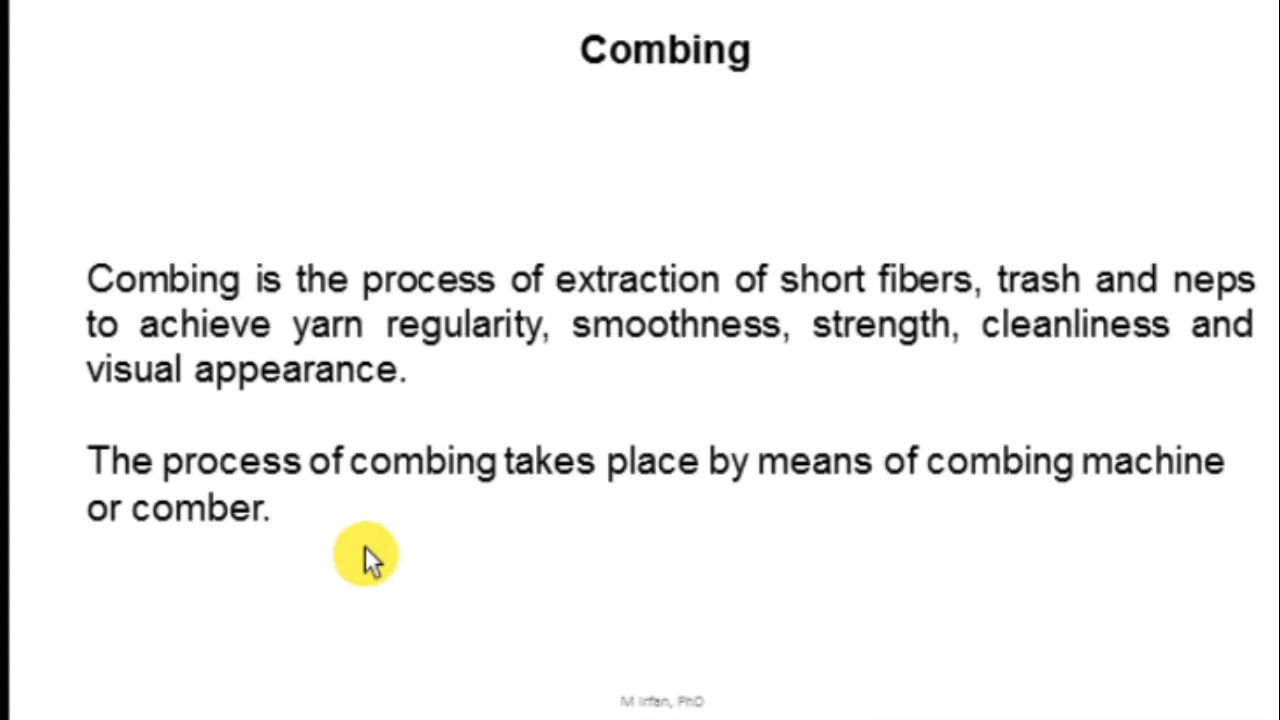 Combing
Combing is the process of extraction of short fibers, trash and neps
to achieve yarn regularity, smoothness, strength, cleanliness and
visual appearance.
The process of combing takes place by means of combing machine
or comber.
M Irfan, PhD